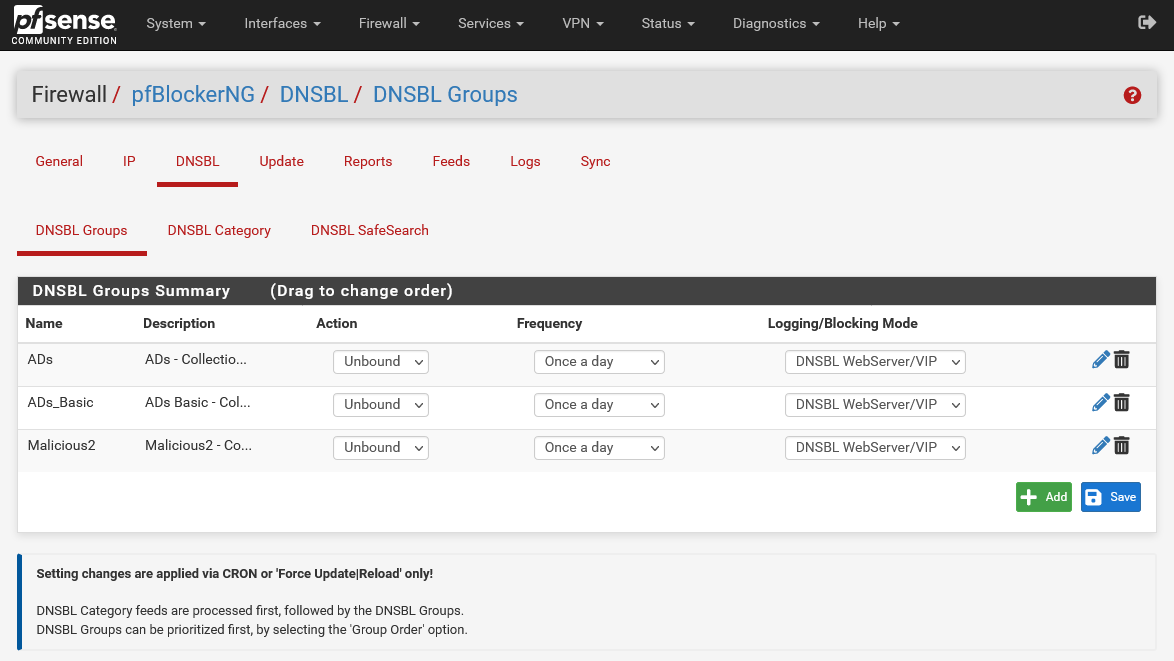 pfsense
COMMUNITY EDITION
System Interfaces Firewall Services VPN Status Diagnostics Help
Firewall / pfBlockerNG / DNSBL / DNSBL Groups ?
General IP DNSBL Update Reports Feeds Logs Sync
DNSBL Groups DNSBL Category DNSBL SafeSearch
DNSBL Groups Summary (Drag to change order)
Name Description Action Frequency Logging/Blocking Mode
ADs ADs - Collectio... Unbound Once a day DNSBL WebServer/VIP
ADs_Basic ADs Basic - Col... Unbound Once a day DNSBL WebServer/VIP
Malicious2 Malicious2 - Co... Unbound Once a day DNSBL WebServer/VIP
Add Save
Setting changes are applied via CRON or 'Force Update|Reload' only!
DNSBL Category feeds are processed first, followed by the DNSBL Groups.
DNSBL Groups can be prioritized first, by selecting the 'Group Order' option.